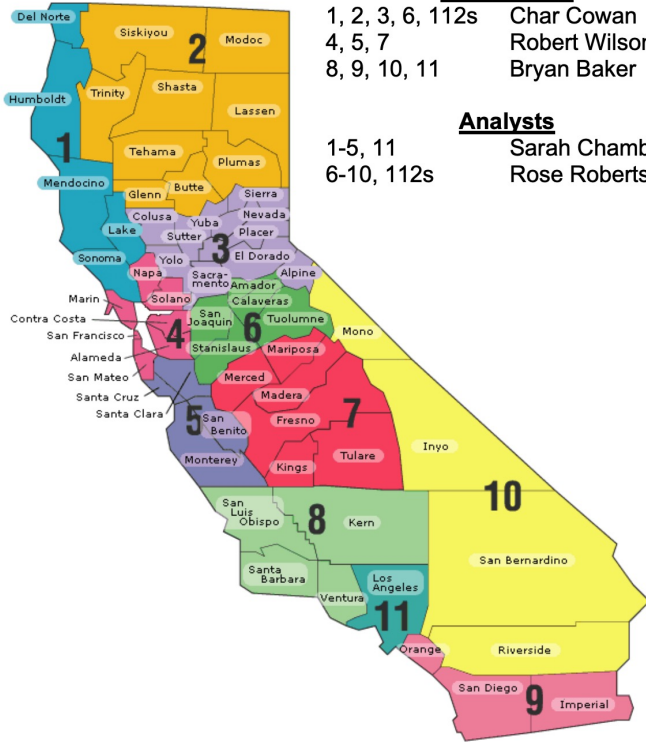 1, 2, 3, 6, 112s Char Cowan
4, 5, 7 Robert
8, 9, 10, 11 Bryan Baker
Analysts
1-5, 11 Sarah
6-10, 112s Rose
Del Norte
Siskiyou
2
Modoc
Humboldt
Trinity
Shasta
Lassen
1
Tehama
Plumas
Mendocino
Glenn
Butte
Sierra
Colusa
Yuba
Nevada
Lake
Sutter
3
Placer
Sonoma
Yolo
El Dorado
Napa
Sacra-
mento
Alpine
Amador
Marin
Solano
Calaveras
Contra Costa
San
Joaquin
6
Tuolumne
San Francisco
4
Mono
Alameda
Stanislaus
Mariposa
San Mateo
Merced
Santa Cruz
Madera
Santa Clara
5
San
Benito
Fresno
7
Inyo
Monterey
Kings
Tulare
10
San
Luis
Obispo
8
Kern
San Bernardino
Santa
Barbara
Los
Angeles
Ventura
11
Orange
Riverside
San Diego
9
Imperial